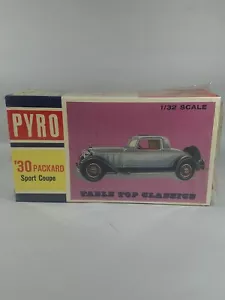 1/32 SCALE
PYRO
'30 PACKARD
Sport Coupe
TABLE TOP CLASSICS